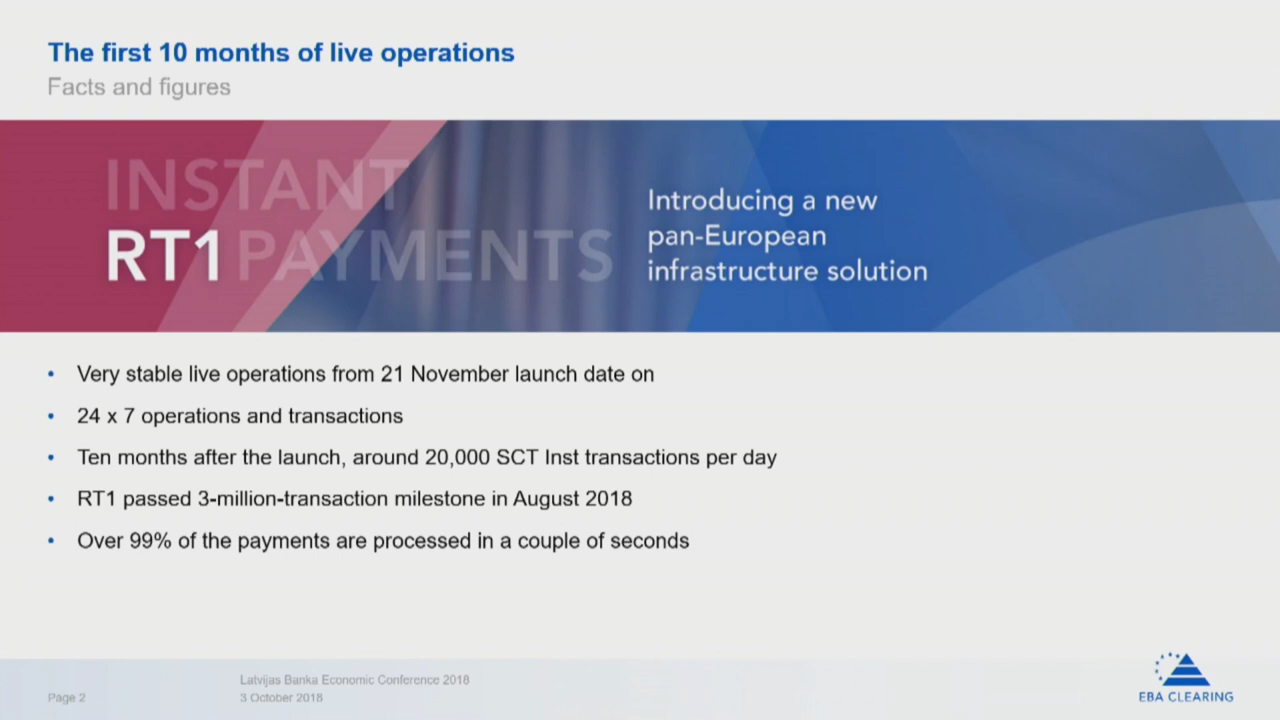 The first 10 months of live operations
Facts and figures
INSTANT
RT1 PAYMENTS
Introducing a new
pan-European
infrastructure solution
• Very stable live operations from 21 November launch date on
• 24 x 7 operations and transactions
• Ten months after the launch, around 20,000 SCT Inst transactions per day
• RT1 passed 3-million-transaction milestone in August 2018
• Over 99% of the payments are processed in a couple of seconds
Latvijas Banka Economic Conference 2018
Page 2
3 October 2018
EBA CLEARING